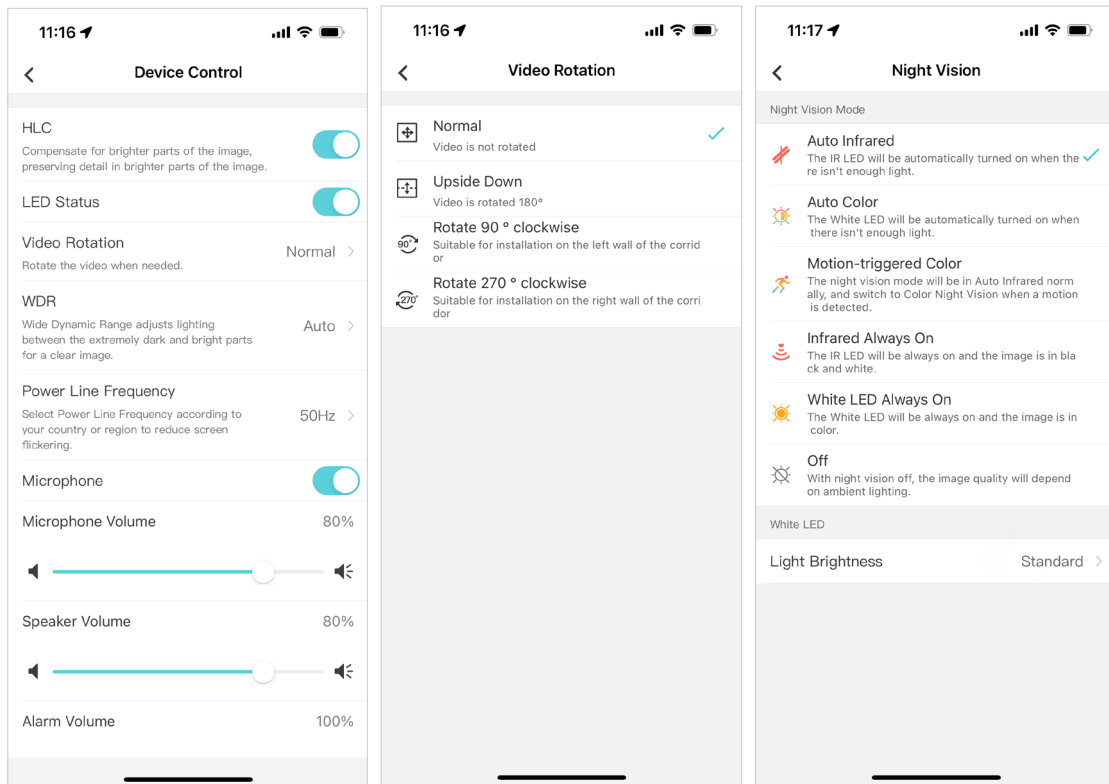 11:16
Device Control
HLC
Compensate for brighter parts of the image,
preserving detail in brighter parts of the image.
LED Status
Video Rotation
Rotate the video when needed.
Normal
WDR
Wide Dynamic Range adjusts lighting
between the extremely dark and bright parts
for a clear image.
Auto
Power Line Frequency
Select Power Line Frequency according to
your country or region to reduce screen
flickering.
50Hz
Microphone
Microphone Volume 80%
Speaker Volume 80%
Alarm Volume 100%
11:16
Video Rotation
Normal
Video is not rotated
Upside Down
Video is rotated 180°
90°
Rotate 90 ° clockwise
Suitable for installation on the left wall of the corrid
or
270°
Rotate 270 ° clockwise
Suitable for installation on the right wall of the corri
dor
11:17
Night Vision
Night Vision Mode
Auto Infrared
The IR LED will be automatically turned on when the
re isn't enough light.
Auto Color
The White LED will be automatically turned on when
there isn't enough light.
Motion-triggered Color
The night vision mode will be in Auto Infrared norm
ally, and switch to Color Night Vision when a motion
is detected.
Infrared Always On
The IR LED will be always on and the image is in bla
ck and white.
White LED Always On
The White LED will be always on and the image is in
color.
Off
With night vision off, the image quality will depend
on ambient lighting.
White LED
Light Brightness Standard